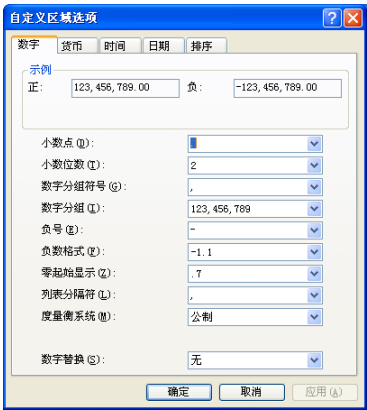 自定义区域选项
数字 货币 时间 日期 排序
示例
正: 123,456,789.00 负: -123,456,789.00
小数点(D):
小数位数(T): 2
数字分组符号(G): ,
数字分组(I): 123,456,789
负号(E): -
负数格式(F): -1.1
零起始显示(Z): .7
列表分隔符(L): ,
度量衡系统(M): 公制
数字替换(S): 无
确定 取消 应用(A)